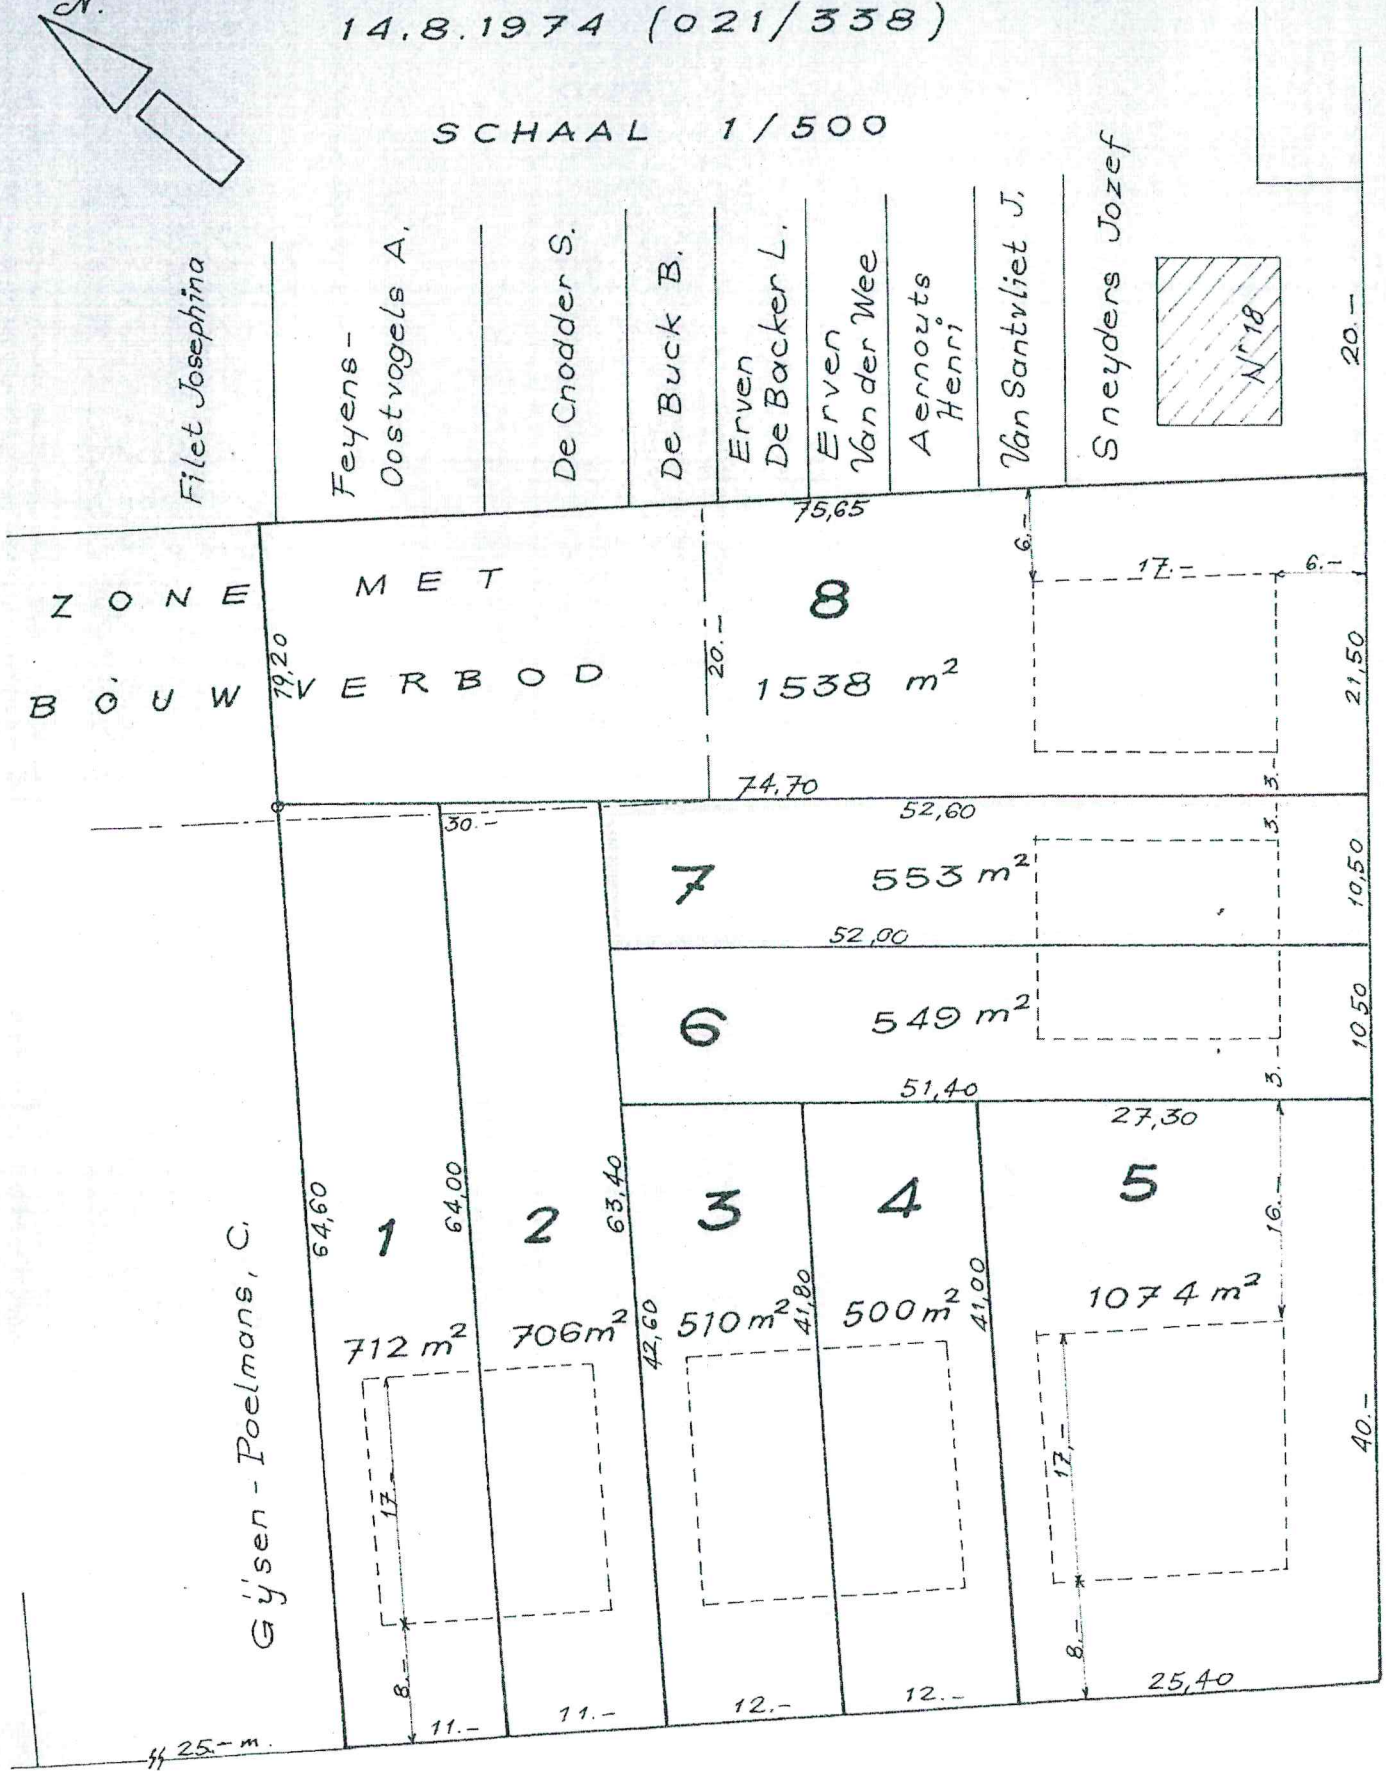 N.
14.8.1974 (021/338)
SCHAAL 1/500
Filet Josephina
Feyens-
Oostvogels A.
De Cnodder S.
De Buck B.
Erven
De Backer L.
Erven
Van der Wee
Aernouts
Henri
Van Santvliet J.
Sneyders Jozef
Nr 18
20.-
75,65
ZONE MET
BOUWVERBOD
19,20
20.-
8
1538 m²
6.-
17.-
6.-
21,50
3.-
74,70
30.-
52,60
3.-
7
553 m²
10,50
52,00
6
549 m²
10,50
3.-
51,40
27,30
64,60
1
64,00
2
63,40
3
4
5
16.-
712 m²
706 m²
42,60
510 m²
41,80
500 m²
41,00
1074 m²
Gÿsen-Poelmans, C.
17.-
17.-
40.-
8.-
8.-
25.- m.
11.-
11.-
12.-
12.-
25,40